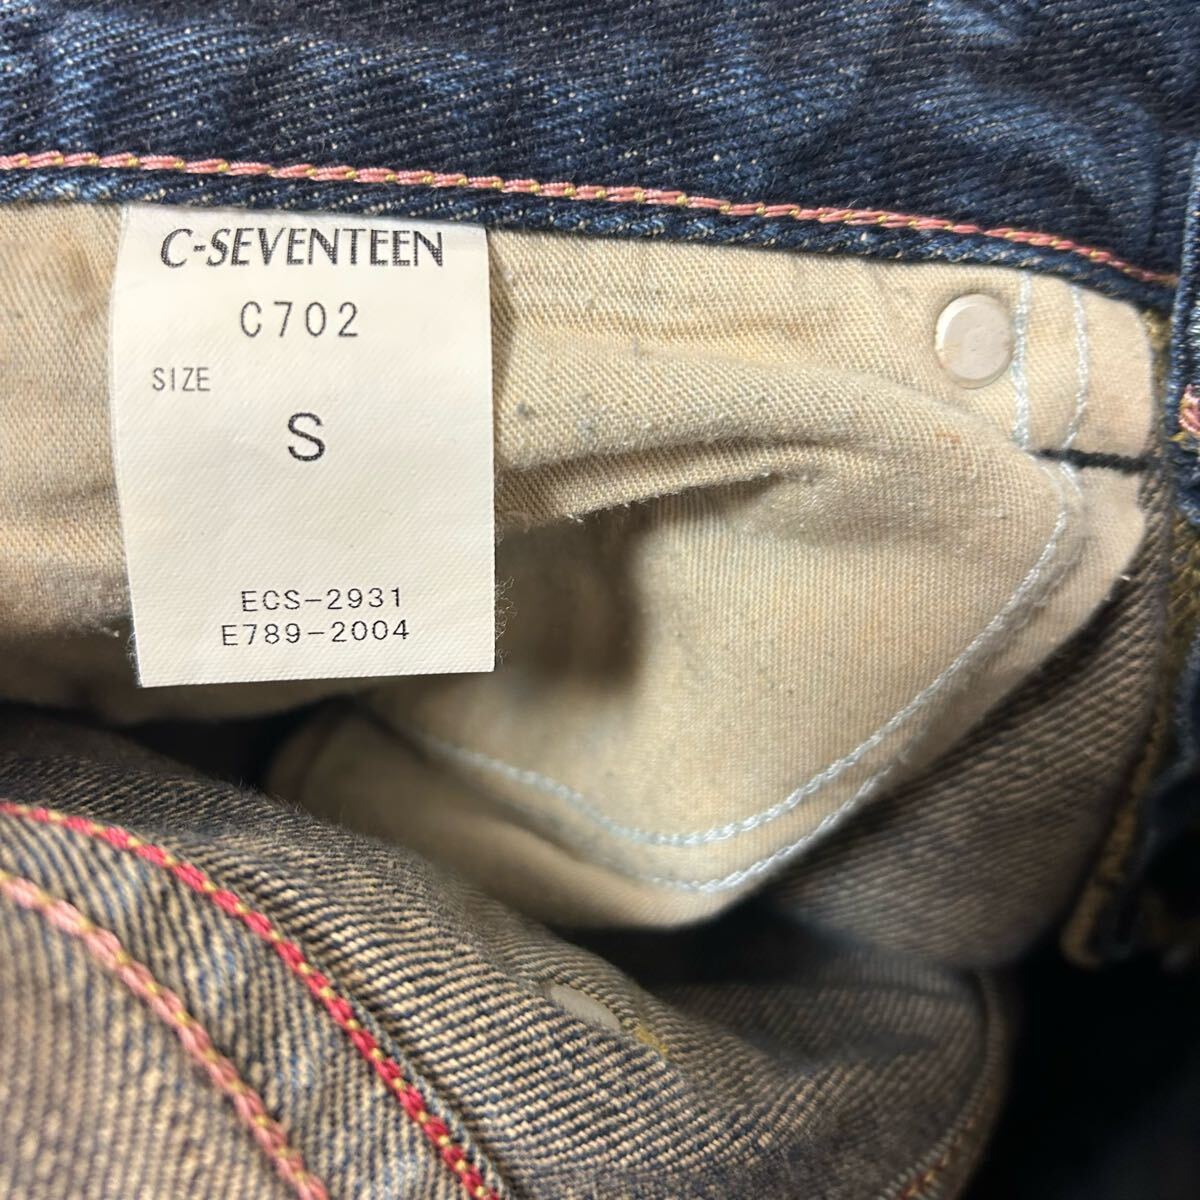 C-SEVENTEEN
C702
SIZE
S
ECS-2931
E789-2004